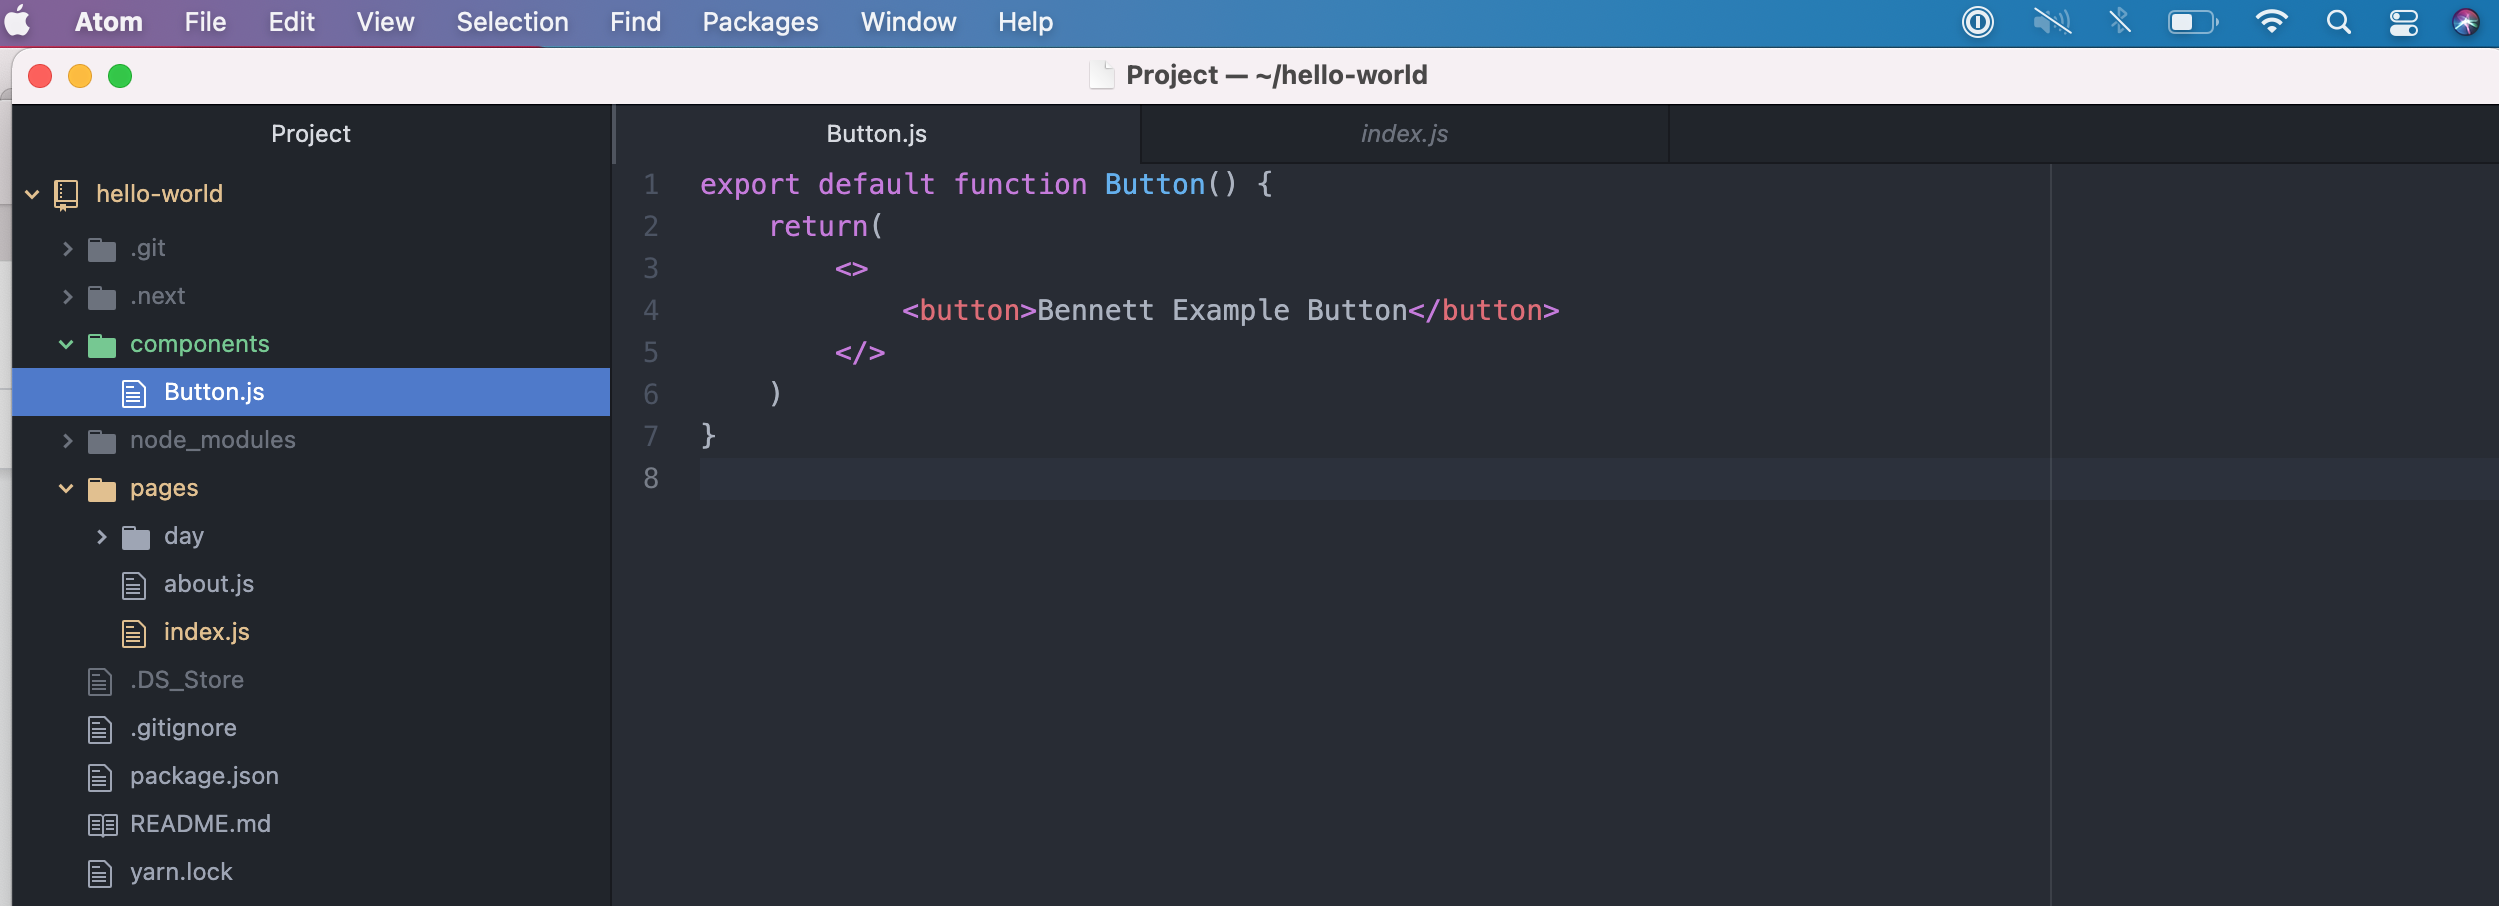 Atom File Edit View Selection Find Packages Window Help
Project — ~/hello-world
Project
hello-world
.git
.next
components
Button.js
node_modules
pages
day
about.js
index.js
.DS_Store
.gitignore
package.json
README.md
yarn.lock
Button.js index.js
1 export default function Button() {
2     return(
3         <>
4             <button>Bennett Example Button</button>
5         </>
6     )
7 }
8